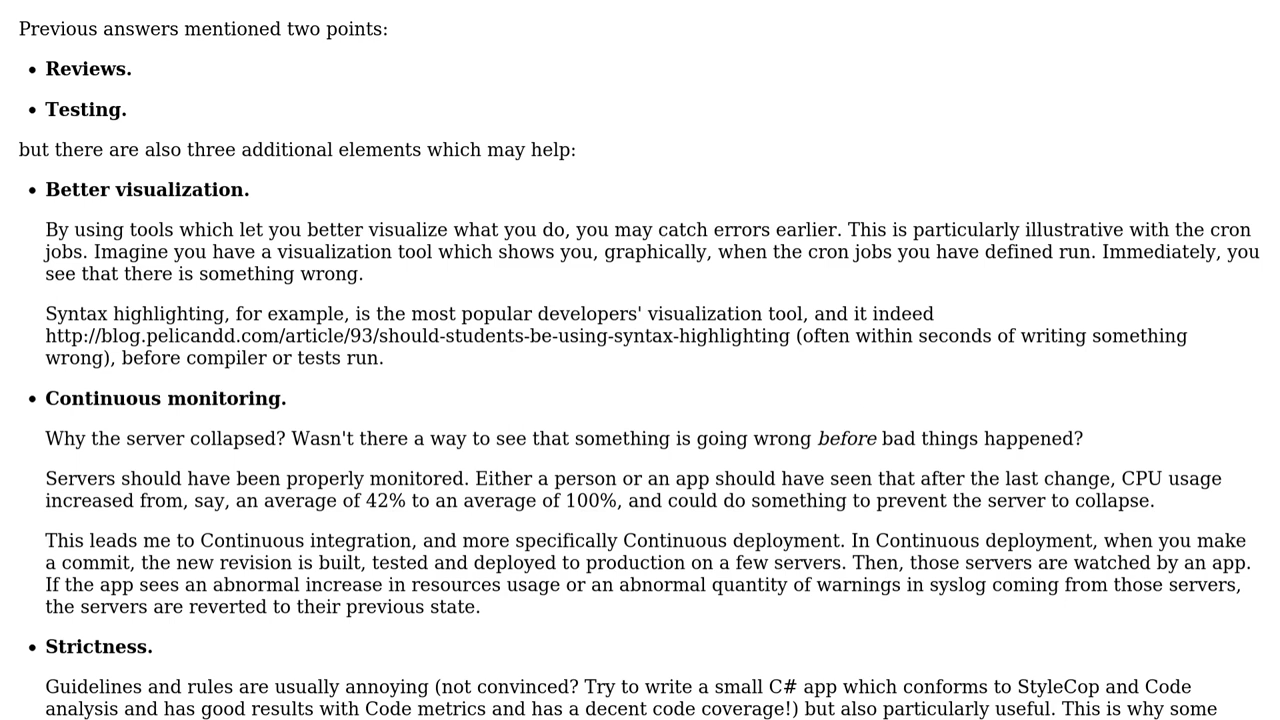 Previous answers mentioned two points:
• Reviews.
• Testing.
but there are also three additional elements which may help:
• Better visualization.
By using tools which let you better visualize what you do, you may catch errors earlier. This is particularly illustrative with the cron
jobs. Imagine you have a visualization tool which shows you, graphically, when the cron jobs you have defined run. Immediately, you
see that there is something wrong.
Syntax highlighting, for example, is the most popular developers' visualization tool, and it indeed
http://blog.pelicandd.com/article/93/should-students-be-using-syntax-highlighting (often within seconds of writing something
wrong), before compiler or tests run.
• Continuous monitoring.
Why the server collapsed? Wasn't there a way to see that something is going wrong before bad things happened?
Servers should have been properly monitored. Either a person or an app should have seen that after the last change, CPU usage
increased from, say, an average of 42% to an average of 100%, and could do something to prevent the server to collapse.
This leads me to Continuous integration, and more specifically Continuous deployment. In Continuous deployment, when you make
a commit, the new revision is built, tested and deployed to production on a few servers. Then, those servers are watched by an app.
If the app sees an abnormal increase in resources usage or an abnormal quantity of warnings in syslog coming from those servers,
the servers are reverted to their previous state.
• Strictness.
Guidelines and rules are usually annoying (not convinced? Try to write a small C# app which conforms to StyleCop and Code
analysis and has good results with Code metrics and has a decent code coverage!) but also particularly useful. This is why some